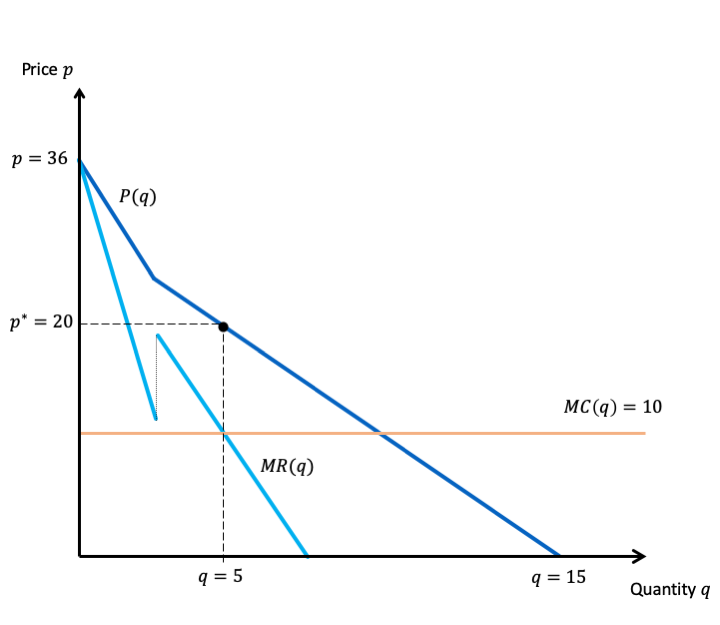 Price p
p = 36
P(q)
p* = 20
MC(q) = 10
MR(q)
q = 5
q = 15
Quantity q